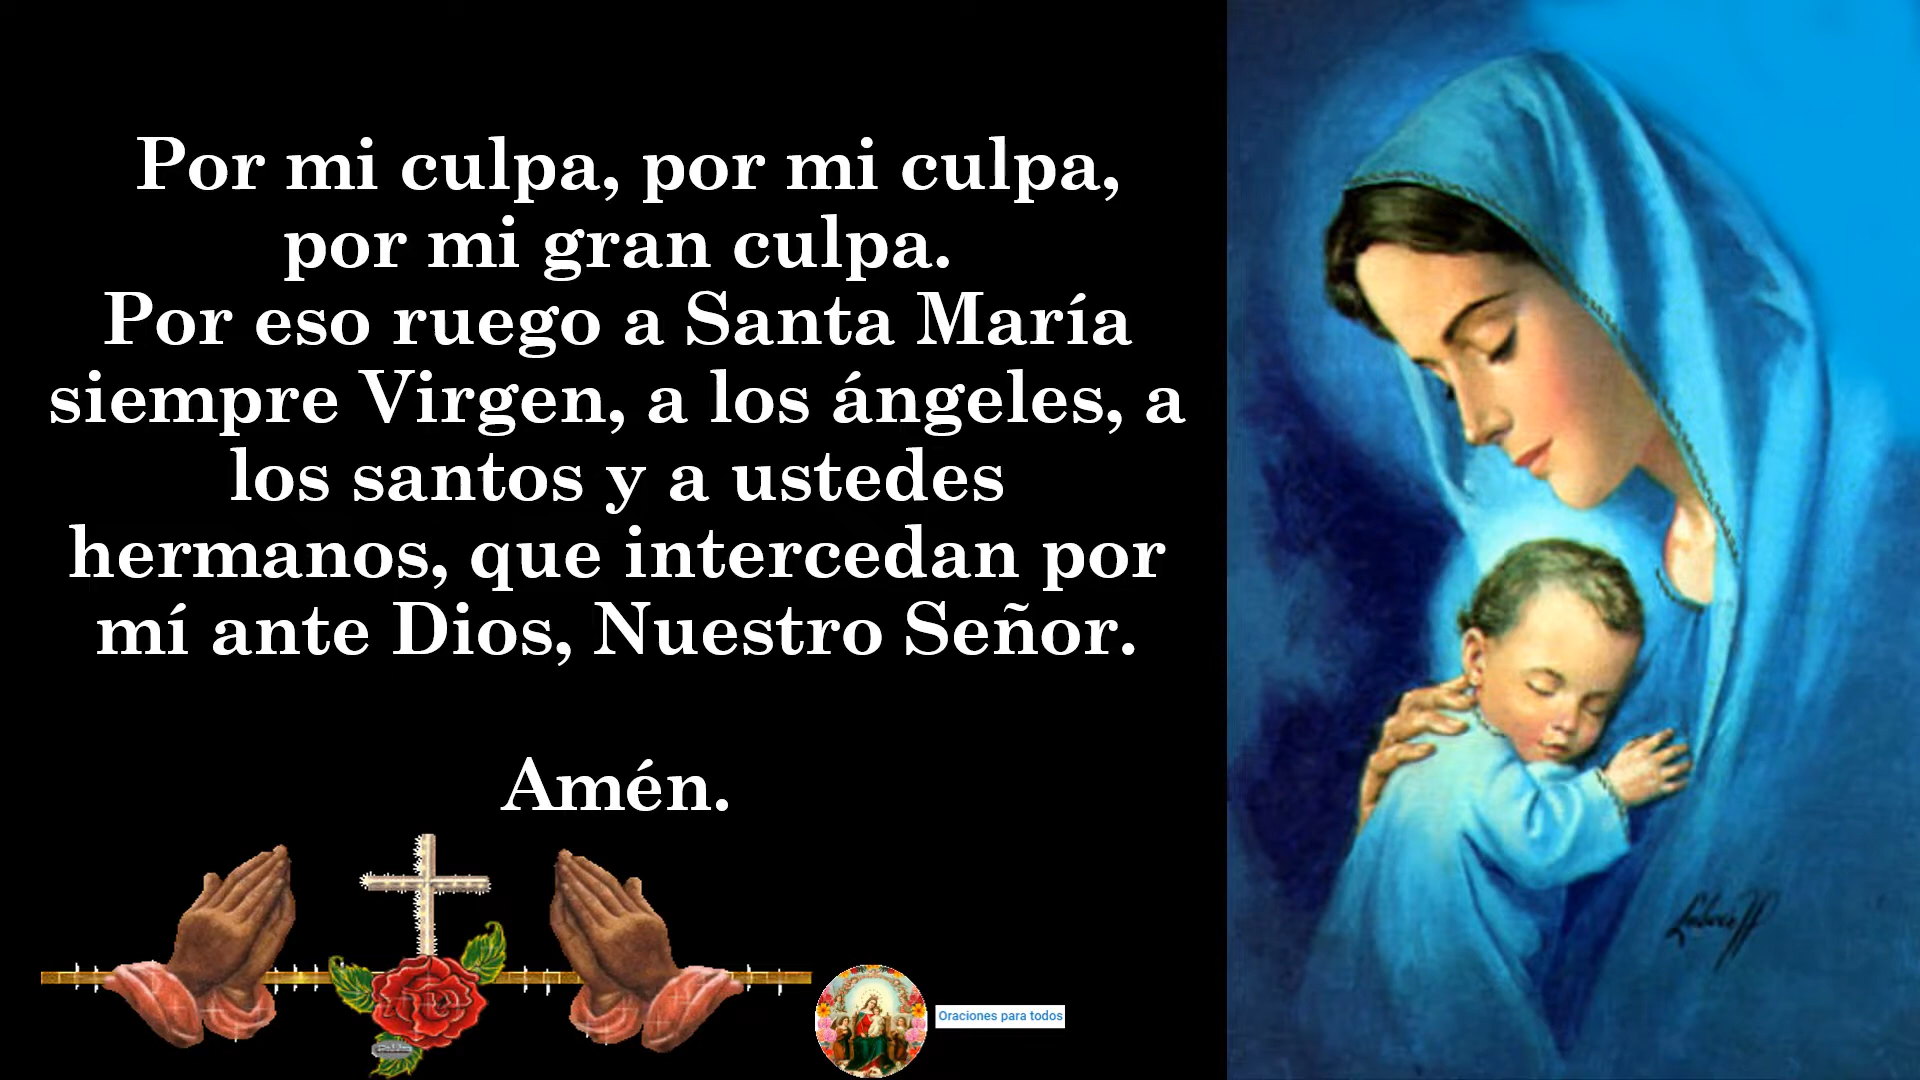 Por mi culpa, por mi culpa,
por mi gran culpa.
Por eso ruego a Santa María
siempre Virgen, a los ángeles, a
los santos y a ustedes
hermanos, que intercedan por
mí ante Dios, Nuestro Señor.
Amén.
Oraciones para todos